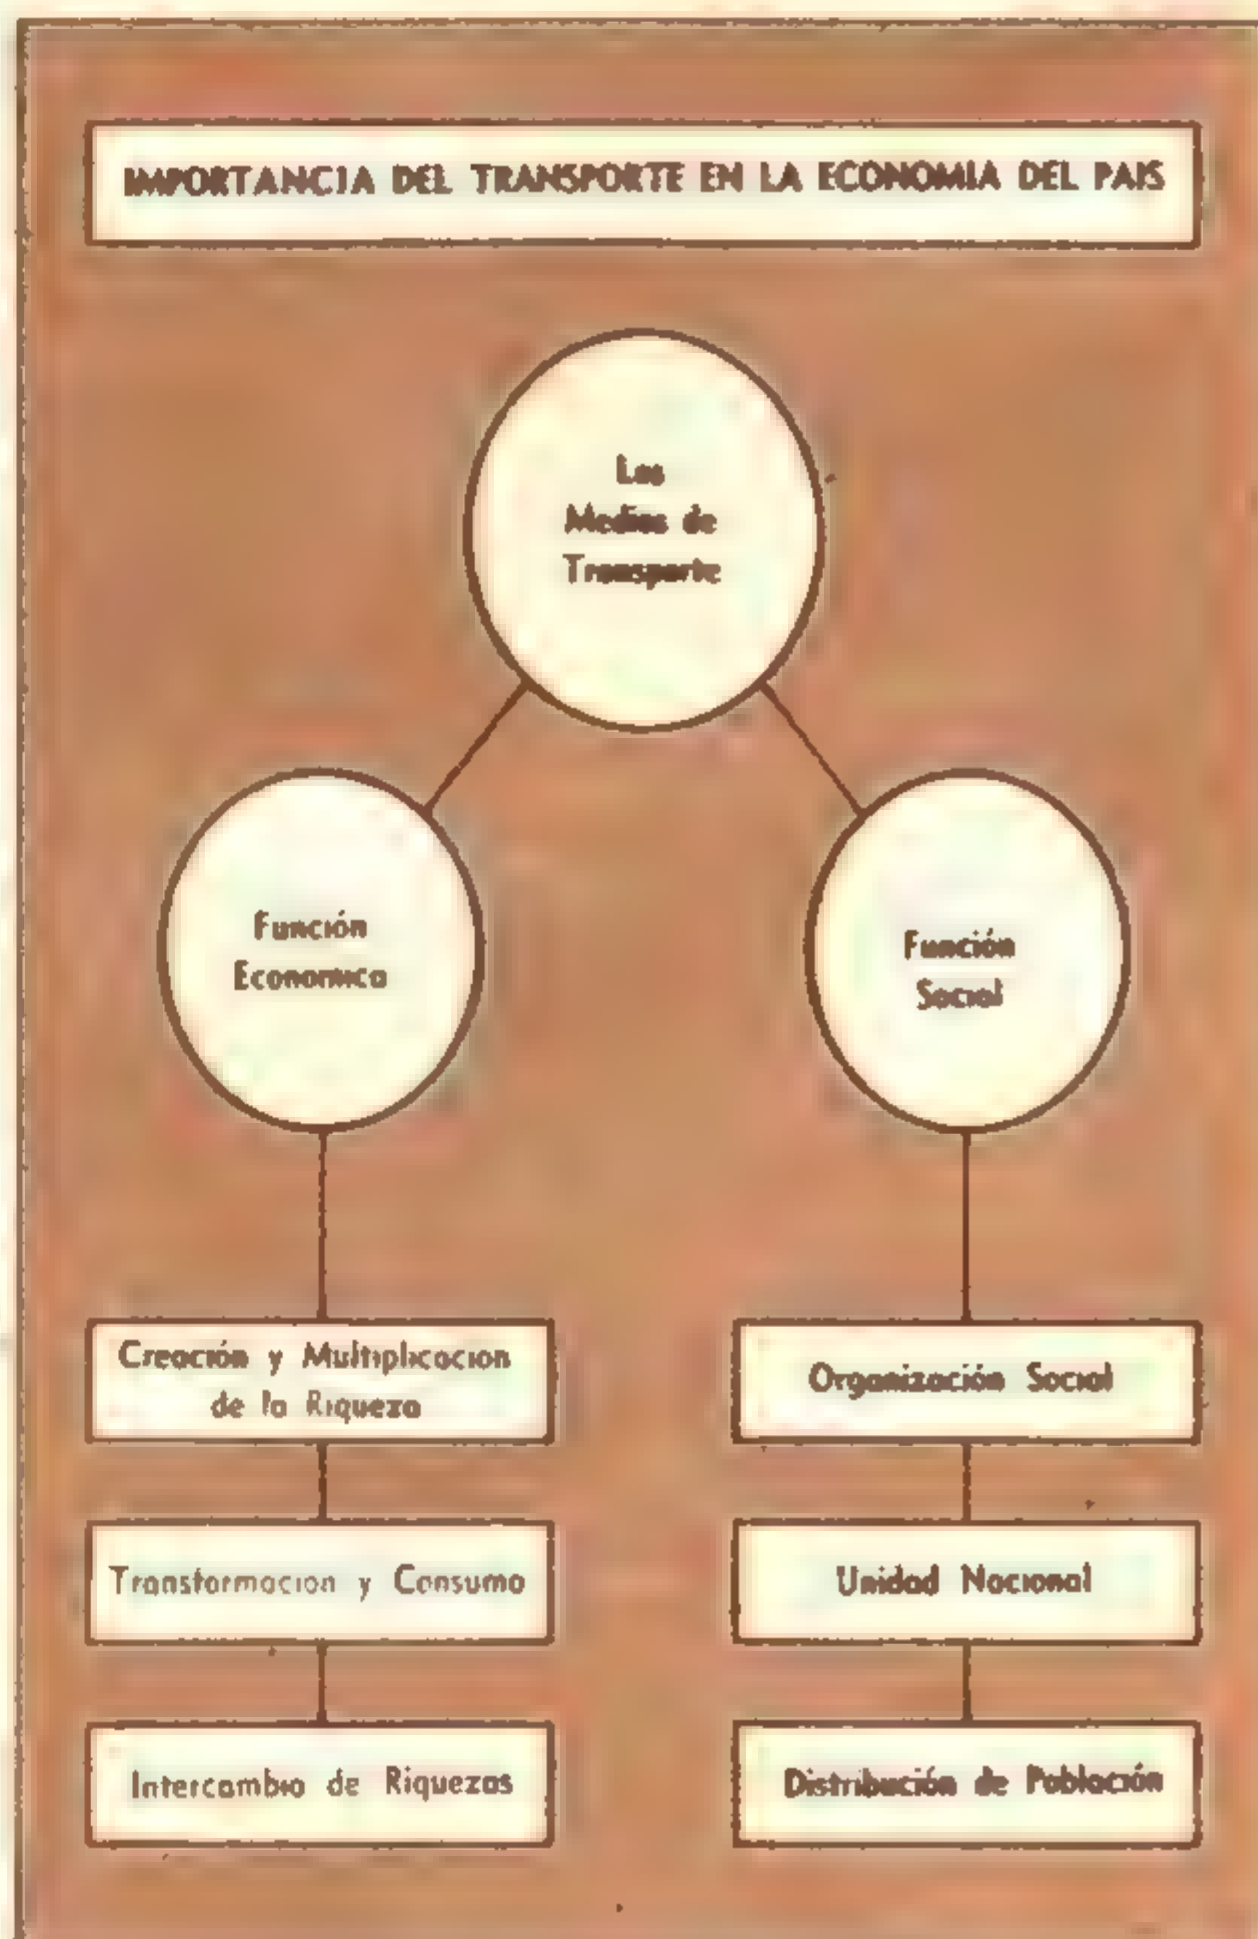 IMPORTANCIA DEL TRANSPORTE EN LA ECONOMIA DEL PAIS
Los
Medios de
Transporte
Función
Economica
Función
Social
Creación y Multiplicacion
de la Riqueza
Organización Social
Transformacion y Consumo
Unidad Nacional
Intercambio de Riquezas
Distribución de Población